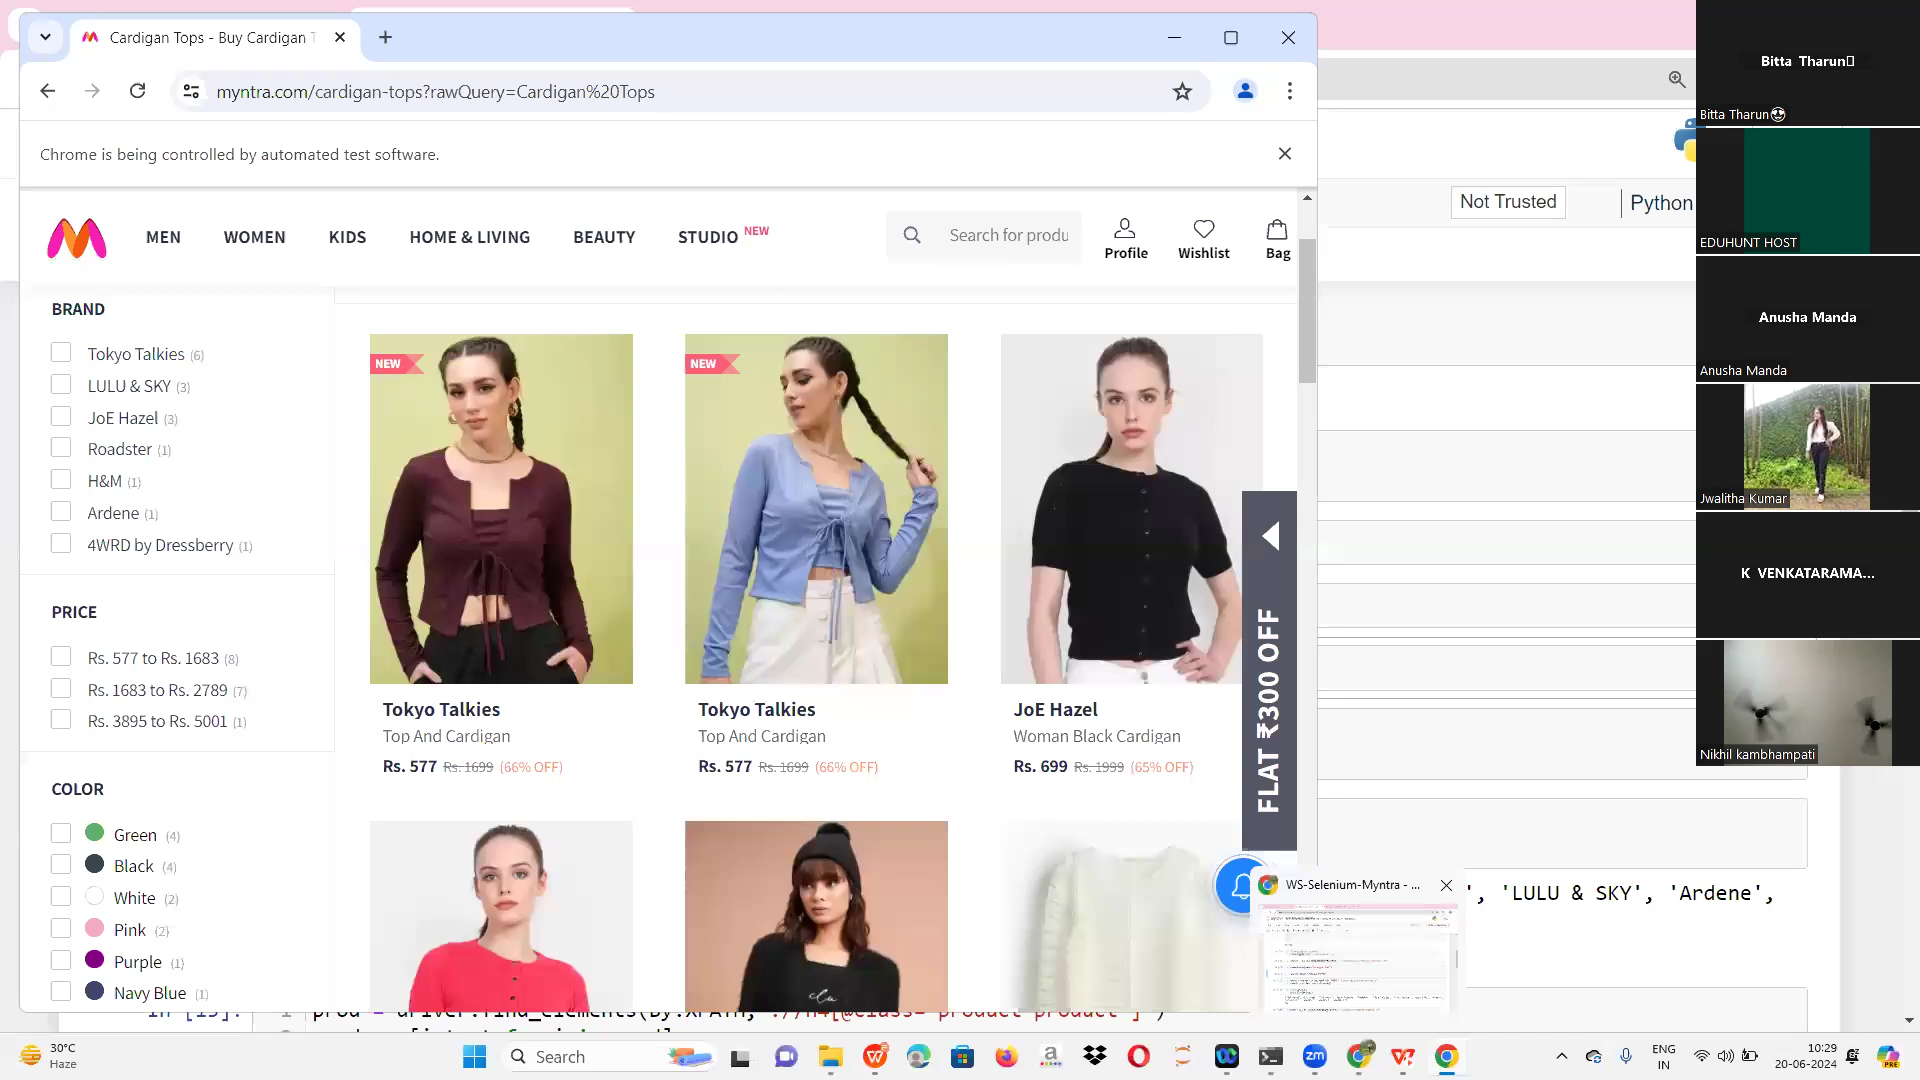 Cardigan Tops - Buy Cardigan T
myntra.com/cardigan-tops?rawQuery=Cardigan%20Tops
Chrome is being controlled by automated test software.
MEN
WOMEN
KIDS
HOME & LIVING
BEAUTY
STUDIO NEW
Search for produ
Profile
Wishlist
Bag
BRAND
Tokyo Talkies (6)
LULU & SKY (3)
JoE Hazel (3)
Roadster (1)
H&M (1)
Ardene (1)
4WRD by Dressberry (1)
PRICE
Rs. 577 to Rs. 1683 (8)
Rs. 1683 to Rs. 2789 (7)
Rs. 3895 to Rs. 5001 (1)
COLOR
Green (4)
Black (4)
White (2)
Pink (2)
Purple (1)
Navy Blue (1)
NEW
Tokyo Talkies
Top And Cardigan
Rs. 577 Rs. 1699 (66% OFF)
NEW
Tokyo Talkies
Top And Cardigan
Rs. 577 Rs. 1699 (66% OFF)
JoE Hazel
Woman Black Cardigan
Rs. 699 Rs. 1999 (65% OFF)
FLAT ₹300 OFF
WS-Selenium-Myntra - ...
Not Trusted
Python
', 'LULU & SKY', 'Ardene',
Bitta Tharun
Bitta Tharun😍
EDUHUNT HOST
Anusha Manda
Anusha Manda
Jwalitha Kumar
K VENKATARAMA...
Nikhil kambhampati
30°C
Haze
Search
ENG
IN
10:29
20-06-2024
PRE